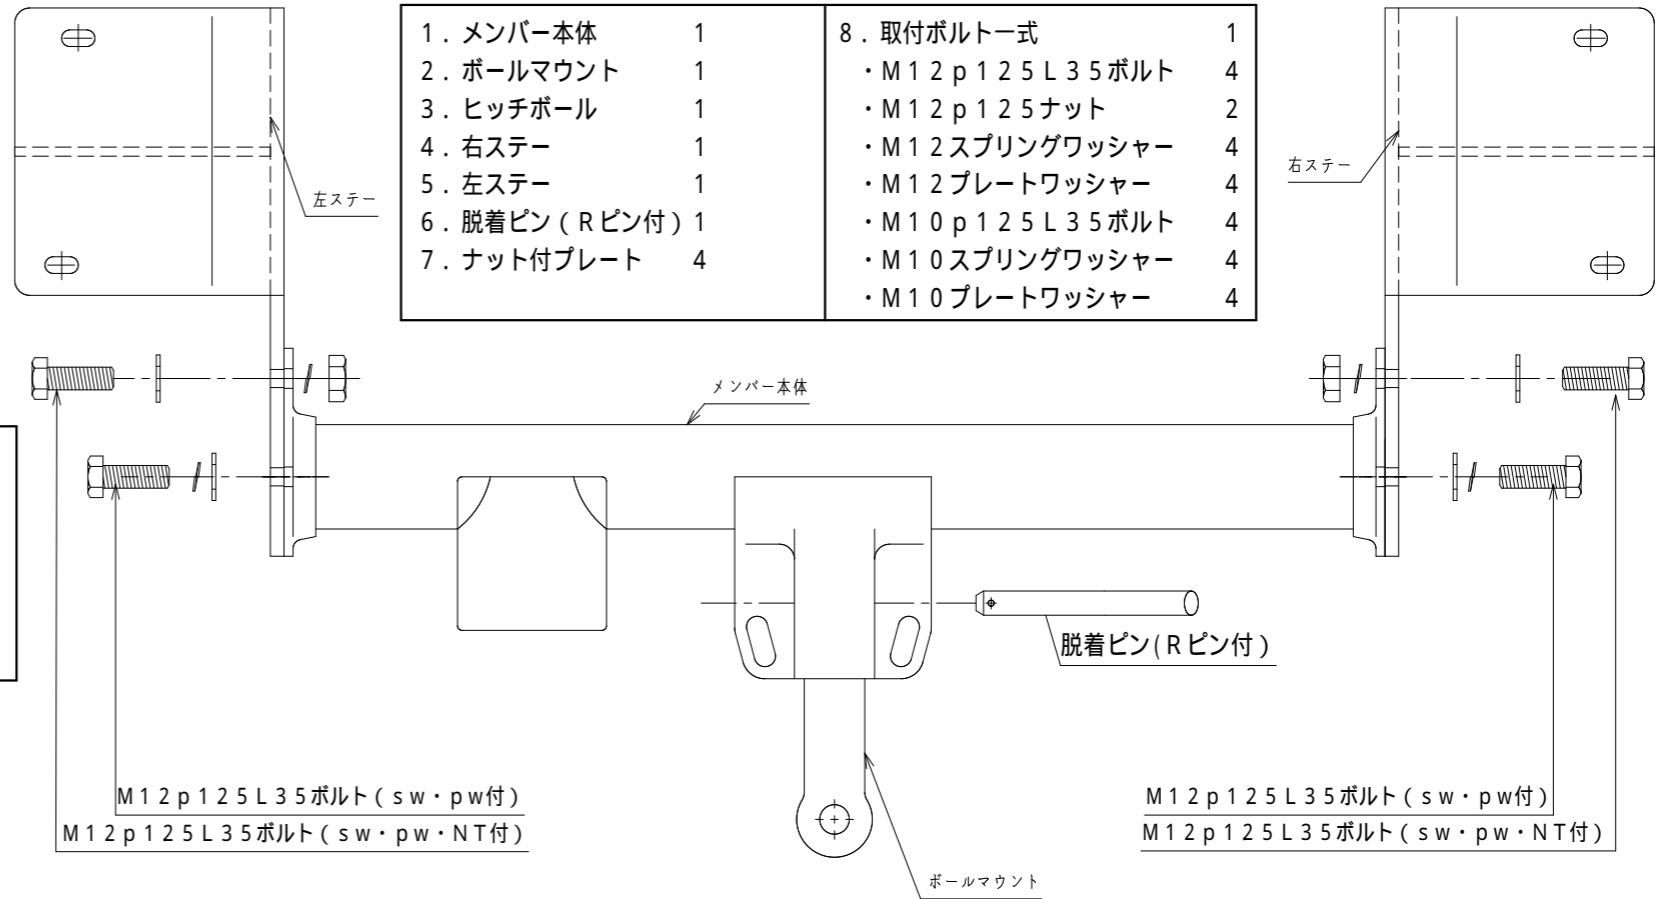 1．メンバー本体 1
2．ボールマウント 1
3．ヒッチボール 1
4．右ステー 1
5．左ステー 1
6．脱着ピン（Ｒピン付） 1
7．ナット付プレート 4
8．取付ボルト一式 1
・Ｍ１２ｐ１２５Ｌ３５ボルト 4
・Ｍ１２ｐ１２５ナット 2
・Ｍ１２スプリングワッシャー 4
・Ｍ１２プレートワッシャー 4
・Ｍ１０ｐ１２５Ｌ３５ボルト 4
・Ｍ１０スプリングワッシャー 4
・Ｍ１０プレートワッシャー 4
左ステー
右ステー
メンバー本体
脱着ピン(Ｒピン付）
Ｍ１２ｐ１２５Ｌ３５ボルト（ｓｗ・ｐｗ付）
Ｍ１２ｐ１２５Ｌ３５ボルト（ｓｗ・ｐｗ・ＮＴ付）
Ｍ１２ｐ１２５Ｌ３５ボルト（ｓｗ・ｐｗ付）
Ｍ１２ｐ１２５Ｌ３５ボルト（ｓｗ・ｐｗ・ＮＴ付）
ボールマウント